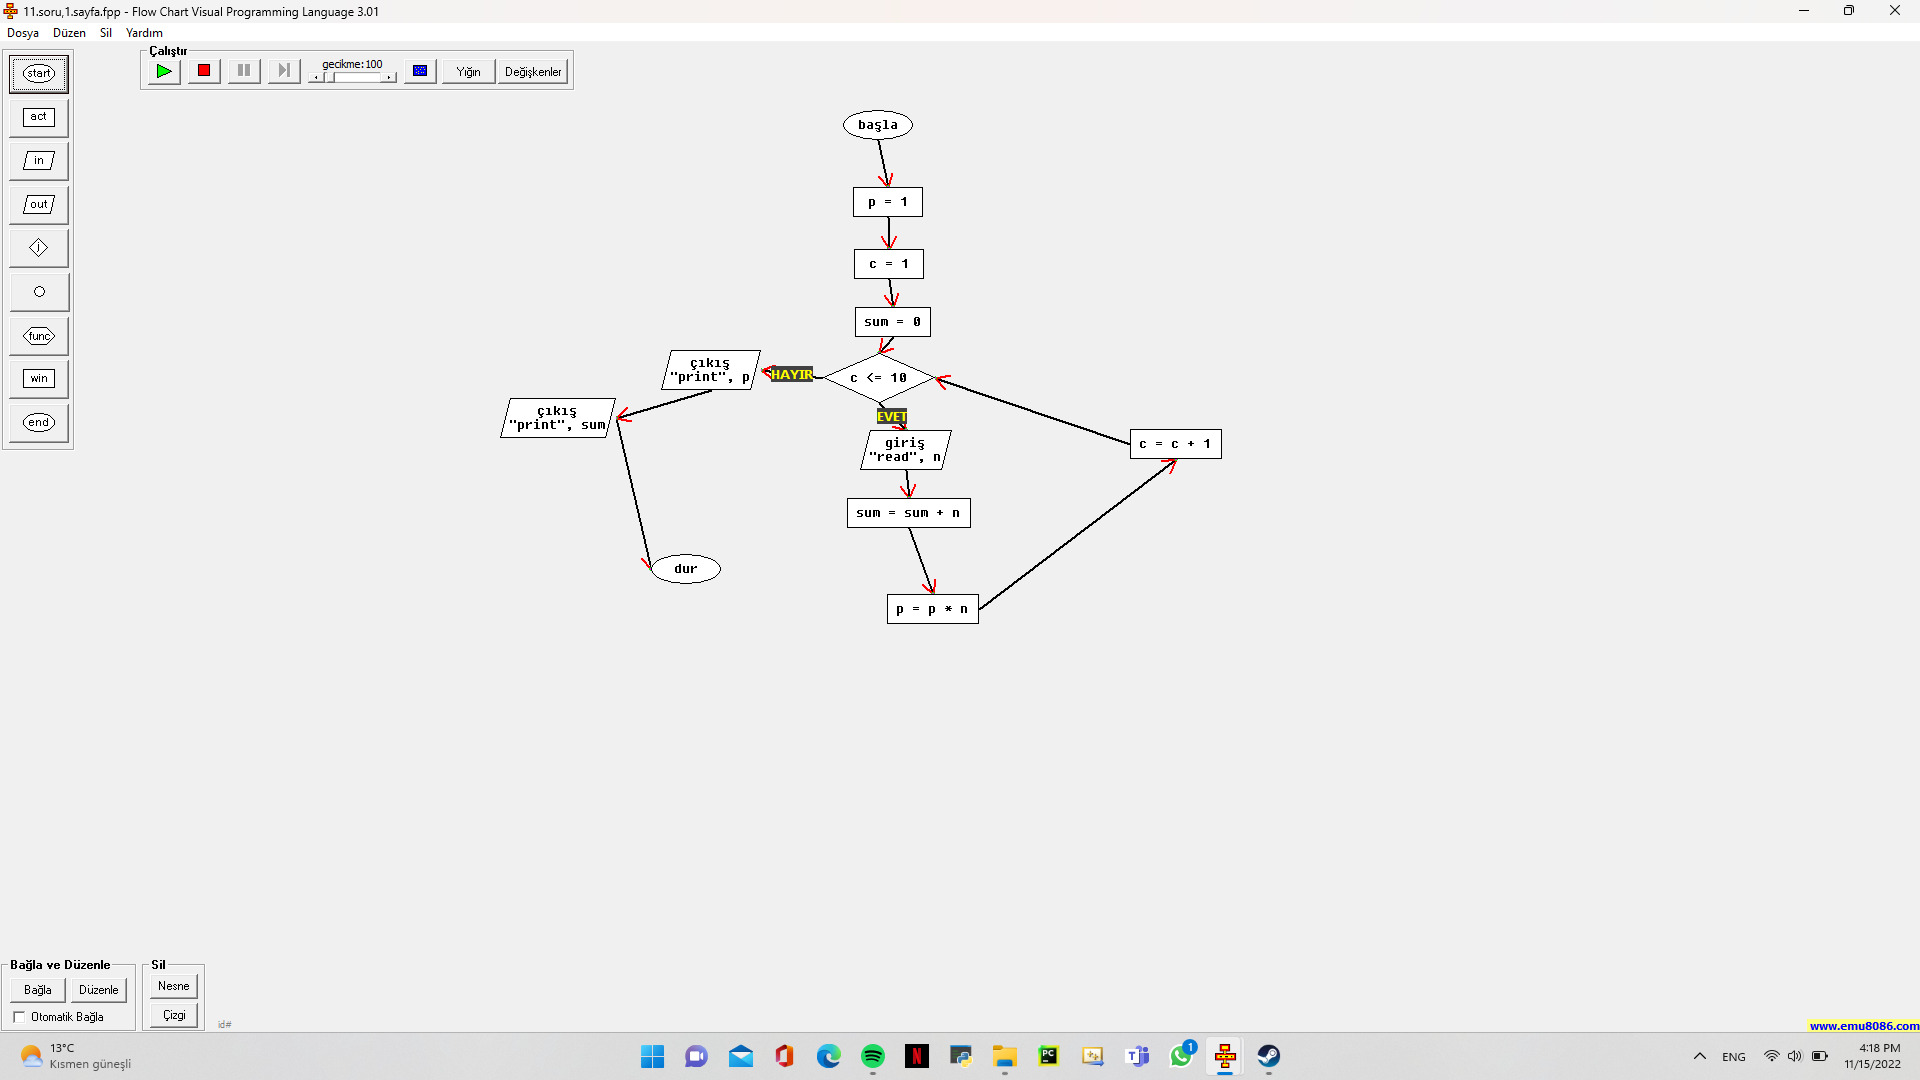 11.soru,1.sayfa.fpp - Flow Chart Visual Programming Language 3.01
Dosya Düzen Sil Yardım
Çalıştır
gecikme:100
Yığın
Değişkenler
start
act
in
out
j
func
win
end
başla
p = 1
c = 1
sum = 0
c <= 10
HAYIR
çıkış
"print", p
çıkış
"print", sum
dur
EVET
giriş
"read", n
sum = sum + n
p = p * n
c = c + 1
Bağla ve Düzenle
Bağla
Düzenle
Otomatik Bağla
Sil
Nesne
Çizgi
id#
www.emu8086.com
13°C
Kısmen güneşli
N
PC
1
ENG
4:18 PM
11/15/2022